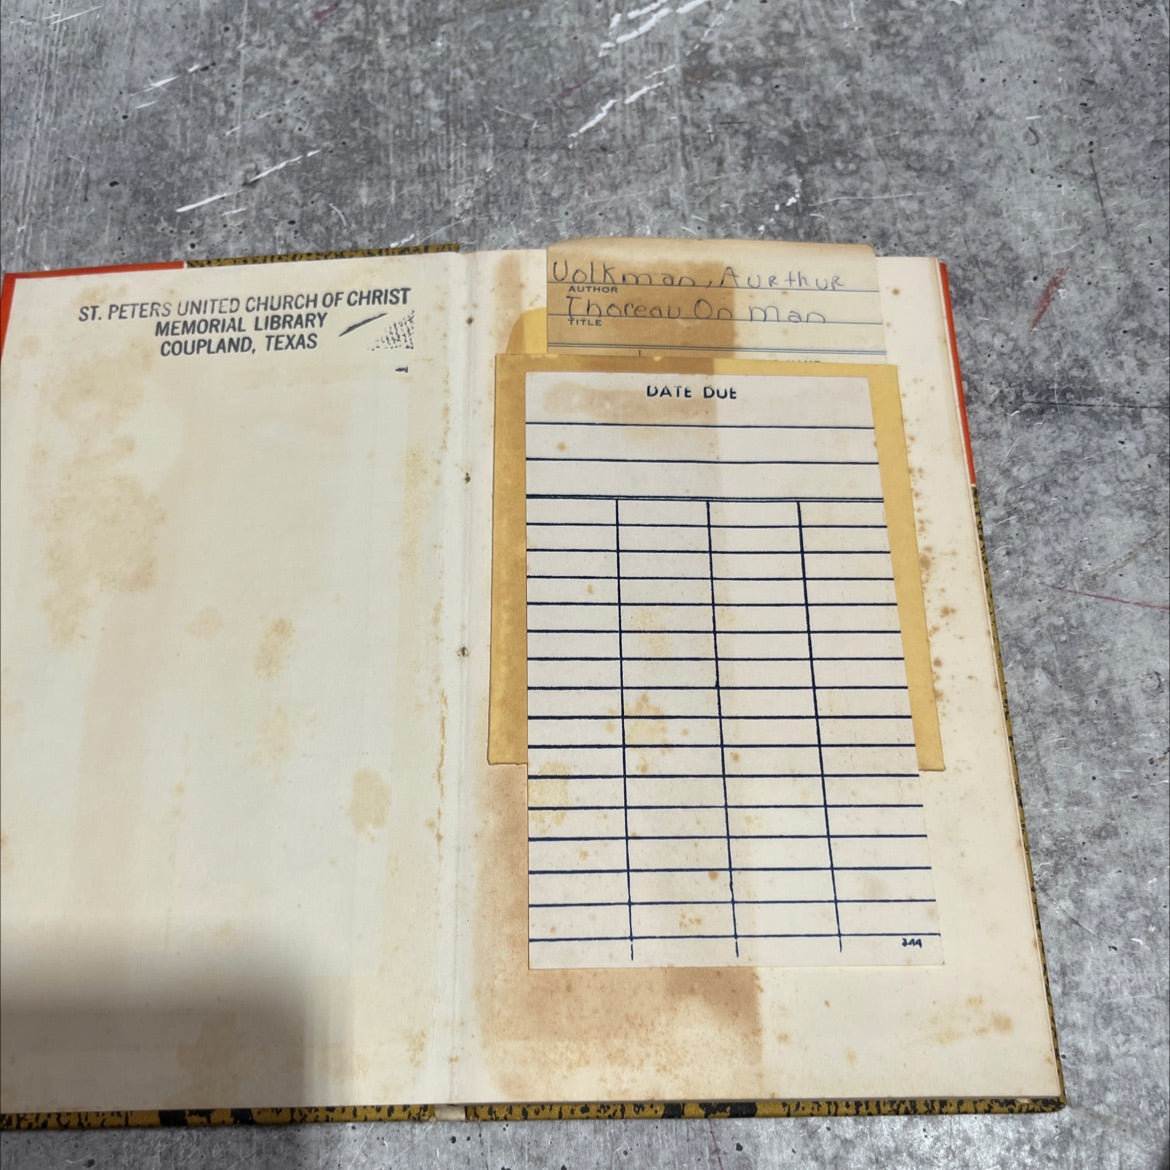 ST. PETERS UNITED CHURCH OF CHRIST
MEMORIAL LIBRARY
COUPLAND, TEXAS
Volkman, Aurthur
AUTHOR
Thoreau On Man
TITLE
DATE DUE